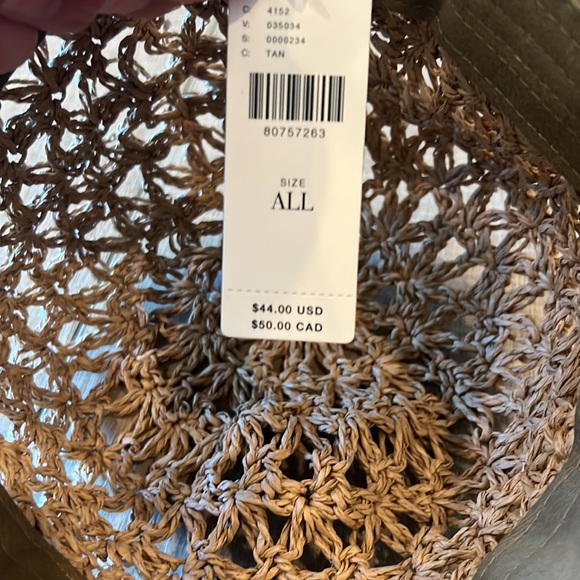 D: 4152
V: 035034
S: 0000234
C: TAN
80757263
SIZE
ALL
$44.00 USD
$50.00 CAD